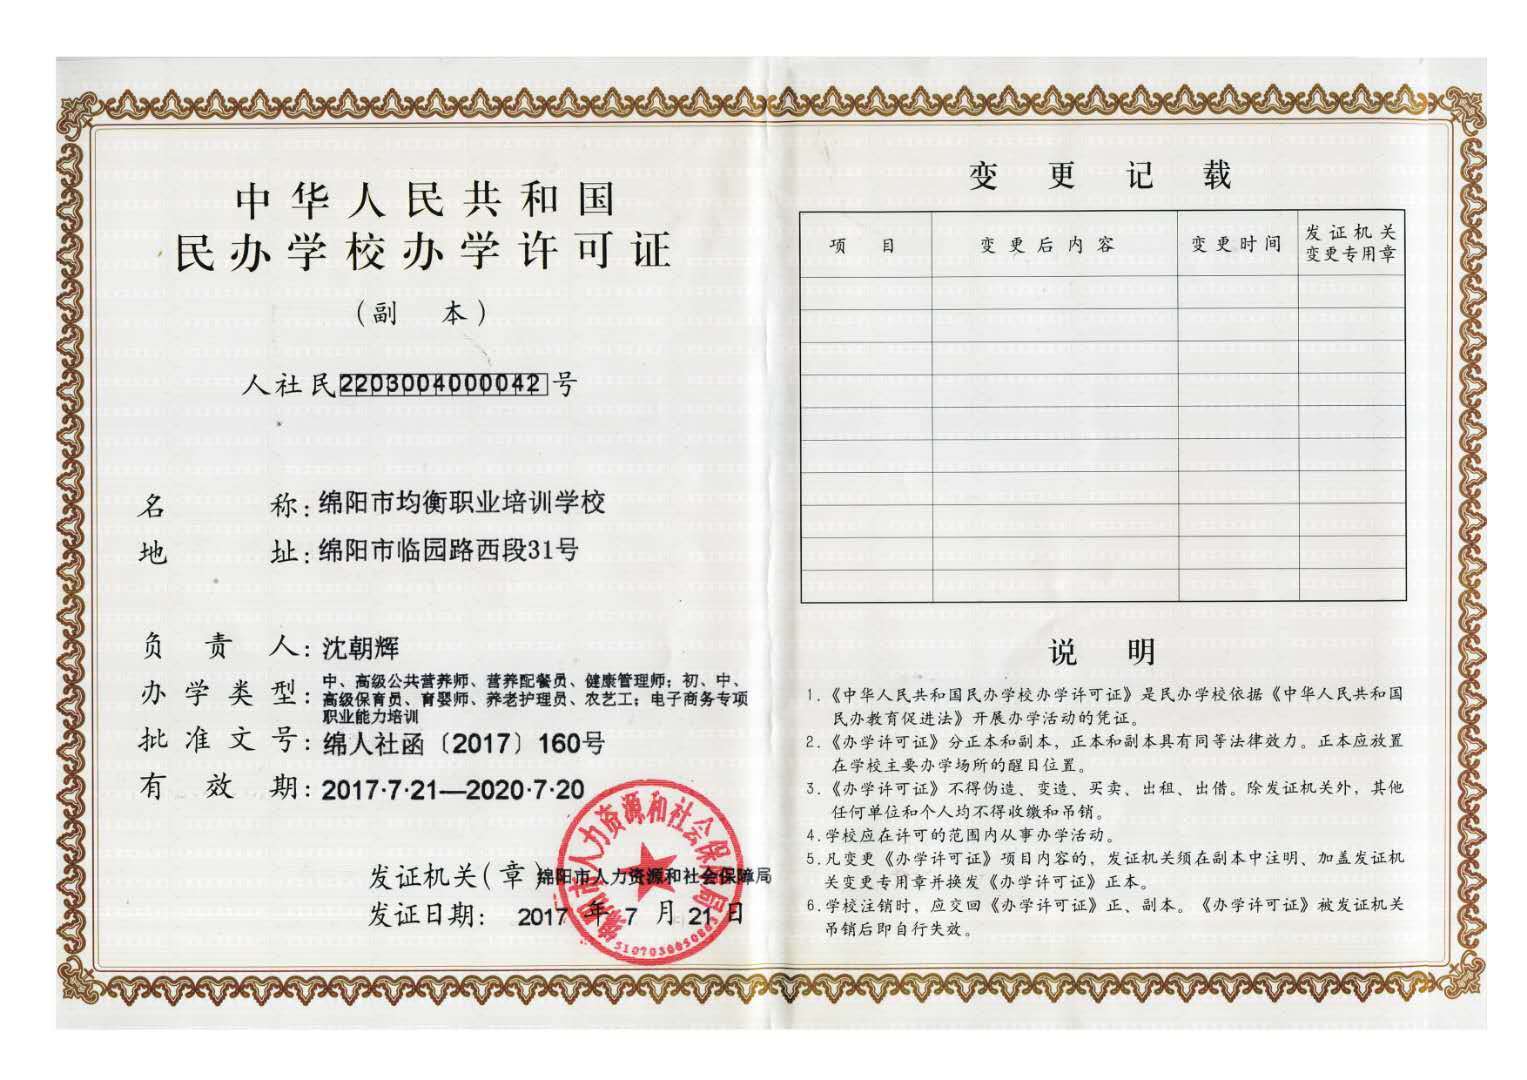 中华人民共和国
民办学校办学许可证
（副 本）
人社民2203004000042号
名 称：绵阳市均衡职业培训学校
地 址：绵阳市临园路西段31号
负 责 人：沈朝辉
办 学 类 型：中、高级公共营养师、营养配餐员、健康管理师；初、中、
高级保育员、育婴师、养老护理员、农艺工；电子商务专项
职业能力培训
批 准 文 号：绵人社函〔2017〕160号
有 效 期：2017·7·21—2020·7·20
发证机关（章）绵阳市人力资源和社会保障局
发证日期： 2017 年 7 月 21 日
绵阳市人力资源和社会保障局
变 更 记 载
项 目 变更后内容 变更时间 发证机关
变更专用章
说 明
1.《中华人民共和国民办学校办学许可证》是民办学校依据《中华人民共和国
民办教育促进法》开展办学活动的凭证。
2.《办学许可证》分正本和副本，正本和副本具有同等法律效力。正本应放置
在学校主要办学场所的醒目位置。
3.《办学许可证》不得伪造、变造、买卖、出租、出借。除发证机关外，其他
任何单位和个人均不得收缴和吊销。
4.学校应在许可的范围内从事办学活动。
5.凡变更《办学许可证》项目内容的，发证机关须在副本中注明、加盖发证机
关变更专用章并换发《办学许可证》正本。
6.学校注销时，应交回《办学许可证》正、副本。《办学许可证》被发证机关
吊销后即自行失效。